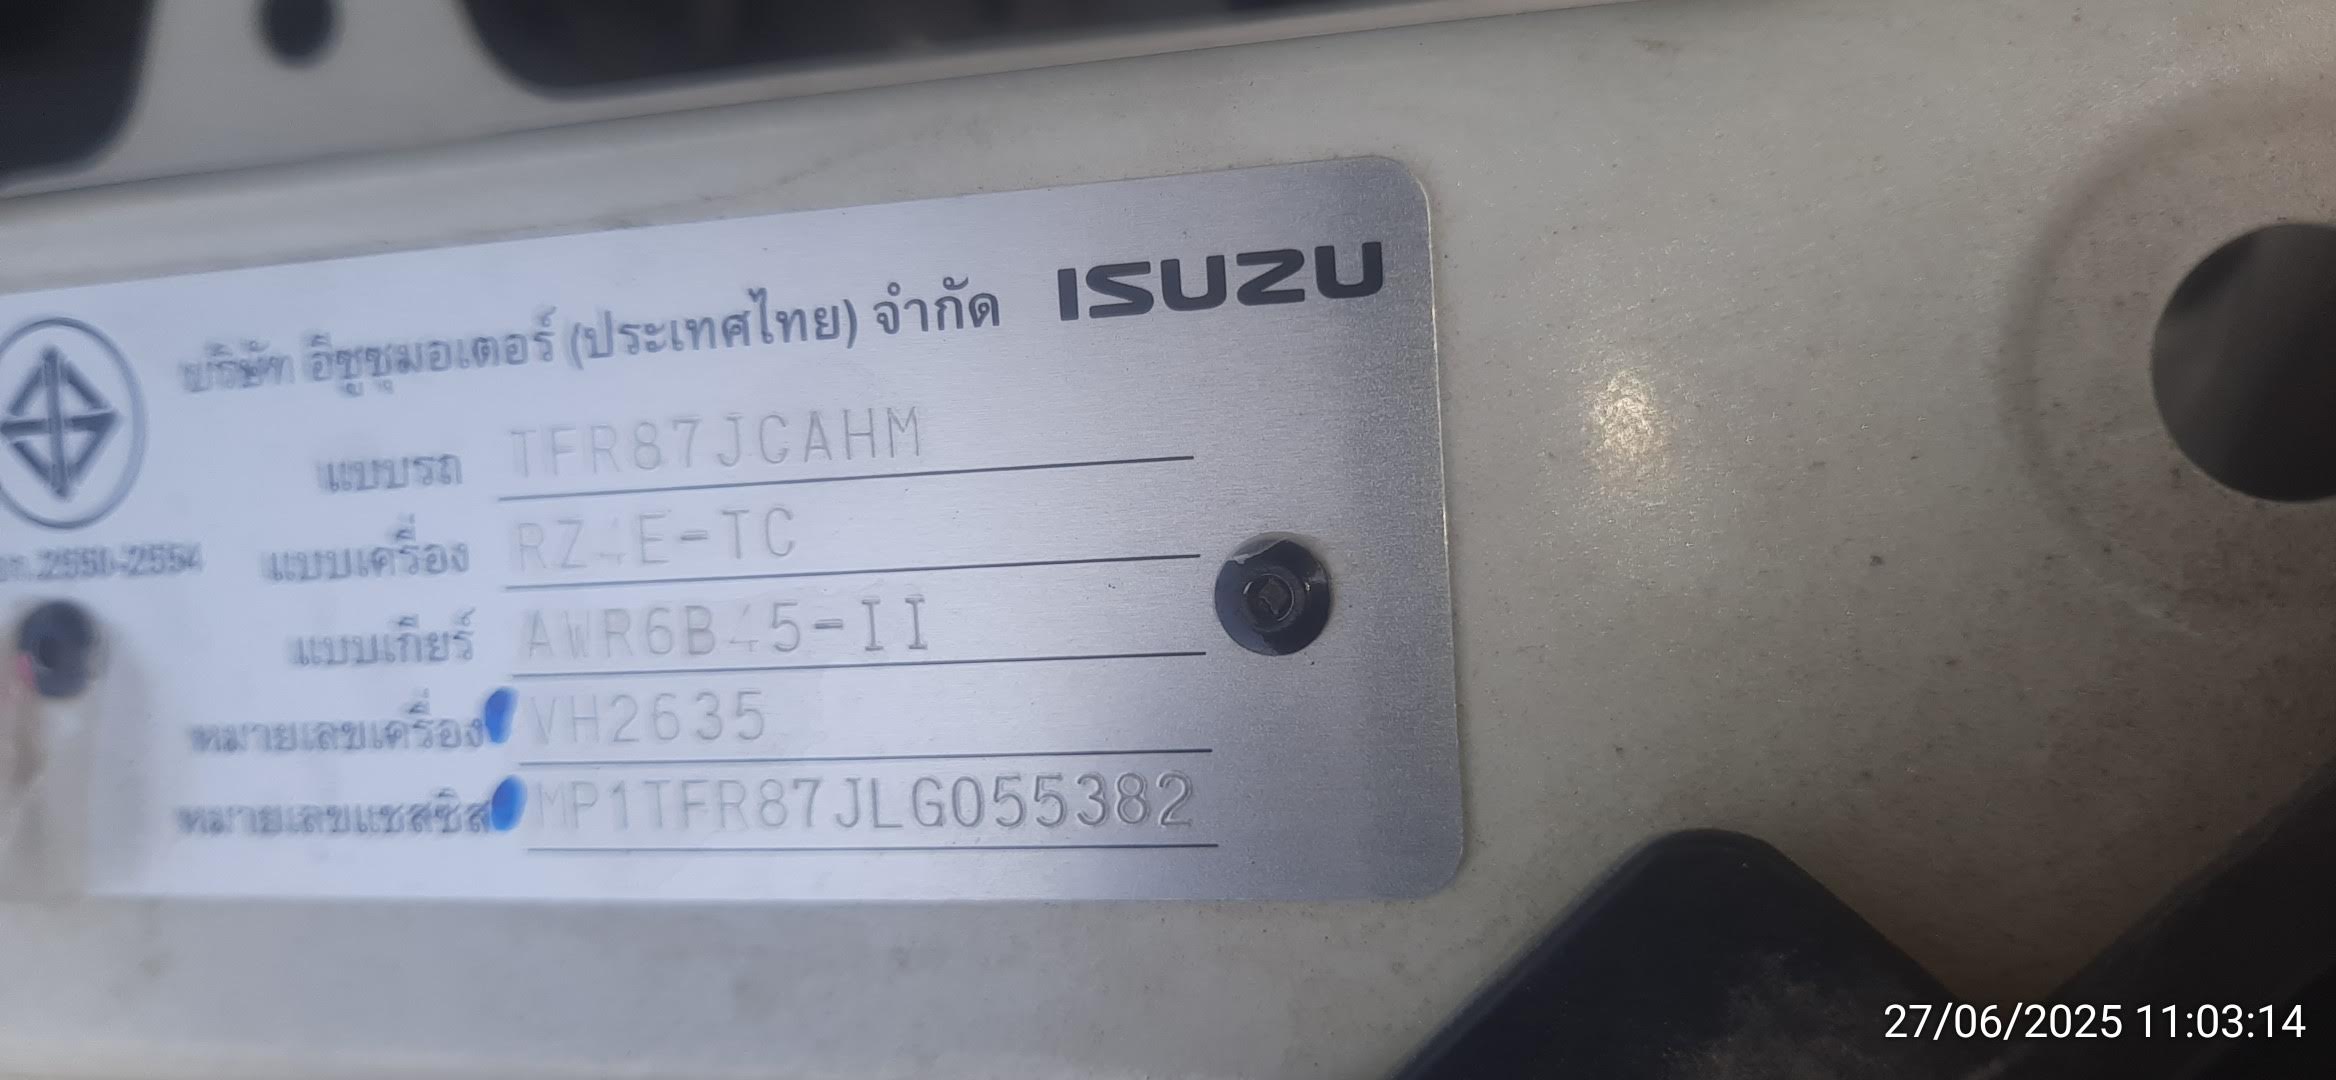 บริษัท อีซูซุมอเตอร์ (ประเทศไทย) จำกัด ISUZU
แบบรถ TFR87JCAHM
2550-2554 แบบเครื่อง RZ4E-TC
แบบเกียร์ AWR6B45-II
หมายเลขเครื่อง VH2635
หมายเลขแชสซิส MP1TFR87JLG055382
27/06/2025 11:03:14